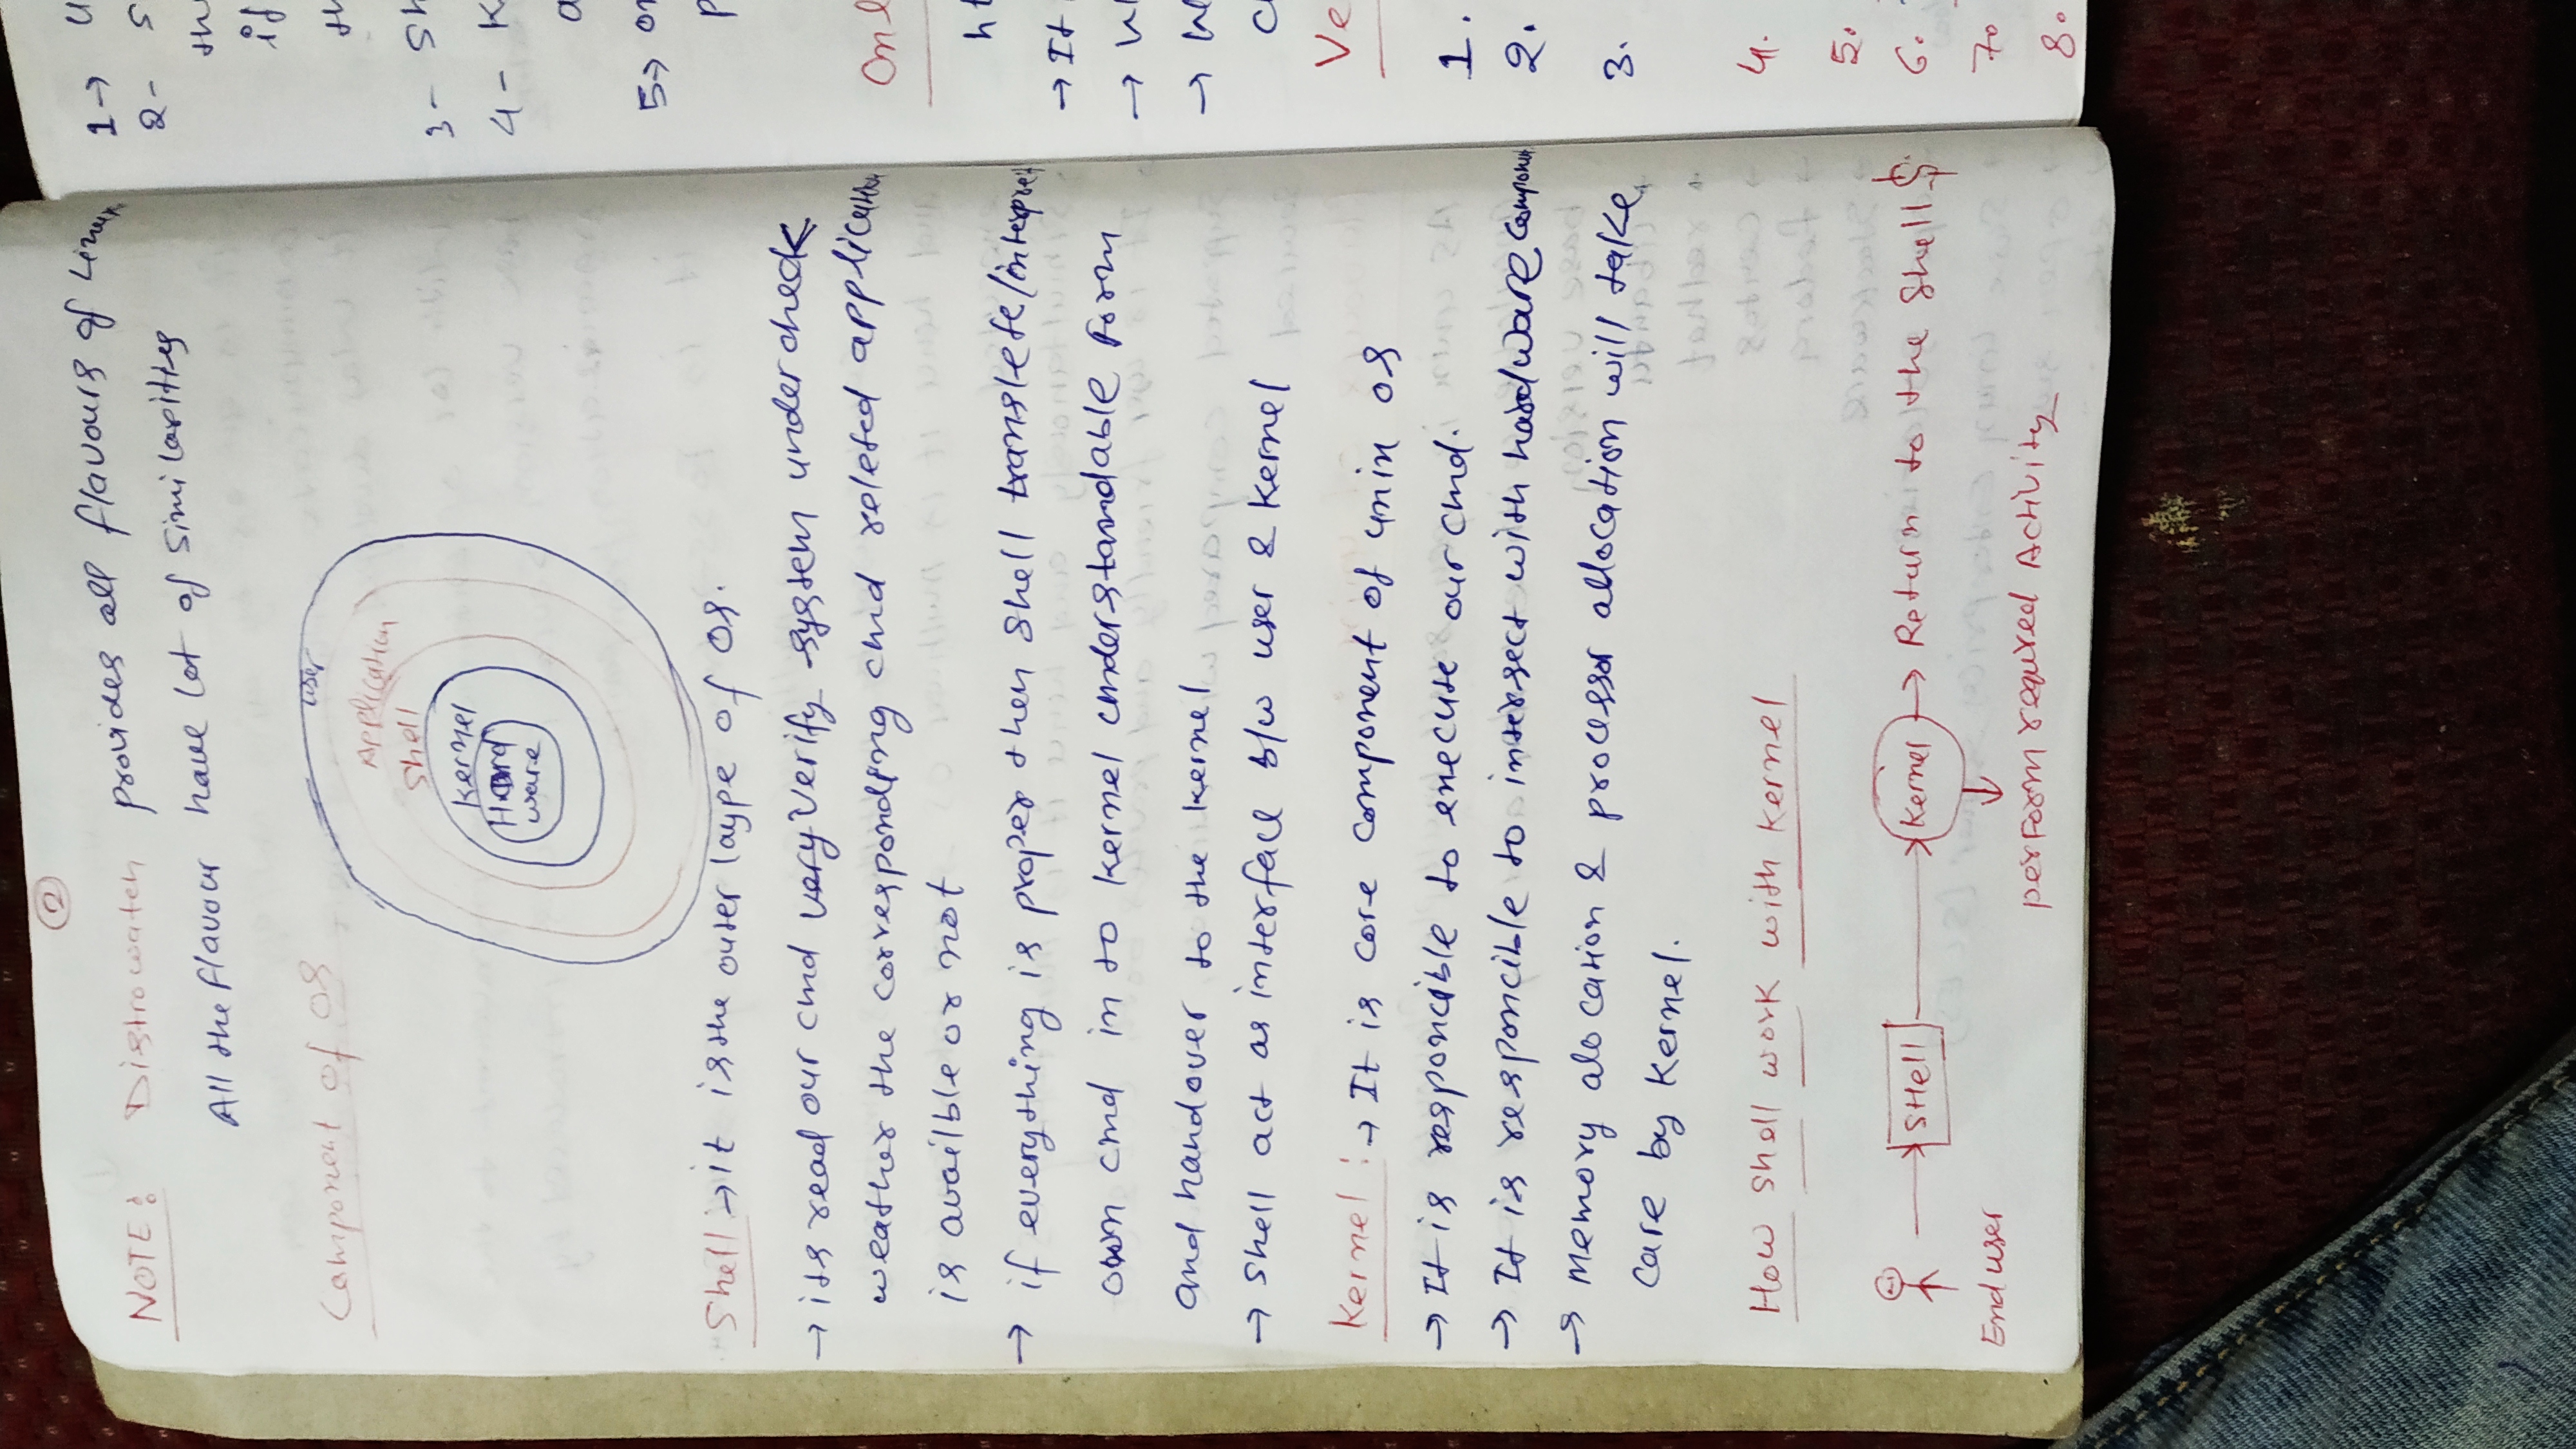 2
NOTE: Distrowatch provides all flavours of Linux
All the flavour have lot of Similarities
Component of OS
user
Application
Shell
Kernel
Hard
ware
Shell → it is the outer laype of OS.
→ its read our cmd very Verify system under check
weather the corresponding cmd releted application
is availble or not
→ if everything is proper then Shell translete/interpret
own cmd in to kernel understandable Form
and handover to the kernel
→ Shell act as interface b/w user & Kernel
Kernel : → It is core component of unix OS
→ It is responcible to execute our cmd.
→ It is responcible to intersect with hardware Component
→ memory alocation & processor allocation will take
care by Kernel.
How Shell work with Kernel
SHell → Kernel → Return to the Shell $
End user
perform requred Activity
1→ U
2- S
th
if
th
3- Sh
4- K
a
5→ on
P
Onl
ht
→ It
→ W
→ W
c
Ve
1.
2.
3.
4.
5.
6.
7.
8.